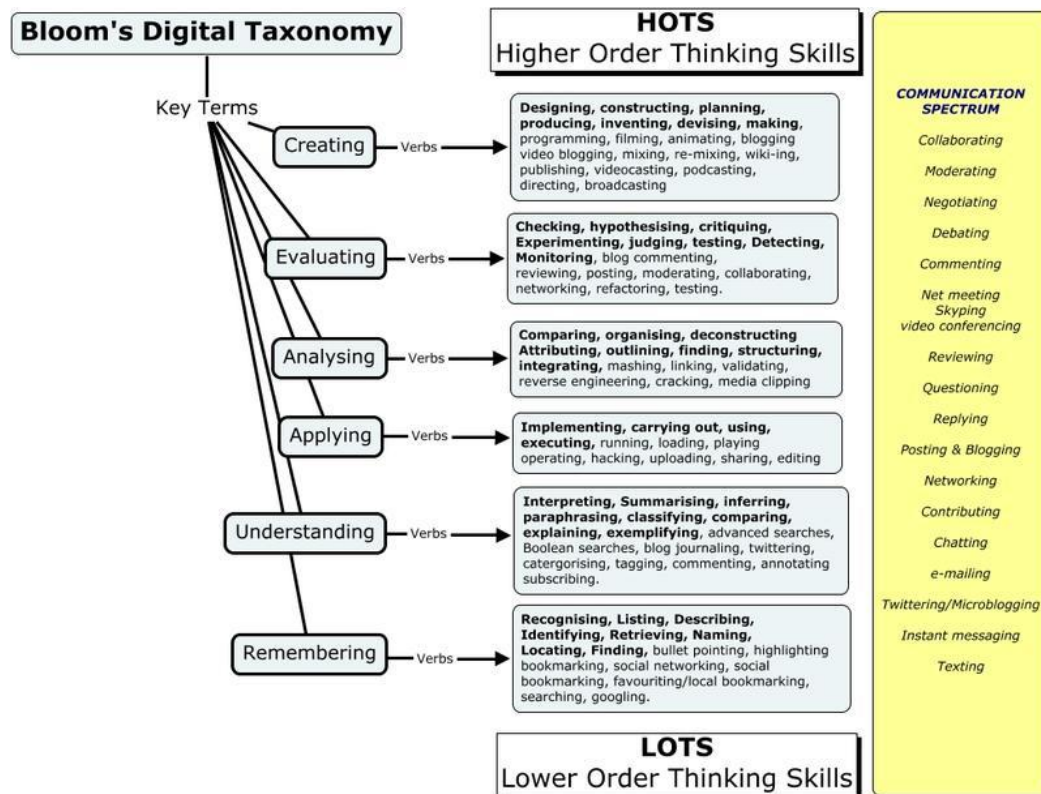 Bloom's Digital Taxonomy
Key Terms
HOTS
Higher Order Thinking Skills
Creating
Verbs
Designing, constructing, planning,
producing, inventing, devising, making,
programming, filming, animating, blogging
video blogging, mixing, re-mixing, wiki-ing,
publishing, videocasting, podcasting,
directing, broadcasting
Evaluating
Verbs
Checking, hypothesising, critiquing,
Experimenting, judging, testing, Detecting,
Monitoring, blog commenting,
reviewing, posting, moderating, collaborating,
networking, refactoring, testing.
Analysing
Verbs
Comparing, organising, deconstructing
Attributing, outlining, finding, structuring,
integrating, mashing, linking, validating,
reverse engineering, cracking, media clipping
Applying
Verbs
Implementing, carrying out, using,
executing, running, loading, playing
operating, hacking, uploading, sharing, editing
Understanding
Verbs
Interpreting, Summarising, inferring,
paraphrasing, classifying, comparing,
explaining, exemplifying, advanced searches,
Boolean searches, blog journaling, twittering,
catergorising, tagging, commenting, annotating
subscribing.
Remembering
Verbs
Recognising, Listing, Describing,
Identifying, Retrieving, Naming,
Locating, Finding, bullet pointing, highlighting
bookmarking, social networking, social
bookmarking, favouriting/local bookmarking,
searching, googling.
LOTS
Lower Order Thinking Skills
COMMUNICATION
SPECTRUM
Collaborating
Moderating
Negotiating
Debating
Commenting
Net meeting
Skyping
video conferencing
Reviewing
Questioning
Replying
Posting & Blogging
Networking
Contributing
Chatting
e-mailing
Twittering/Microblogging
Instant messaging
Texting